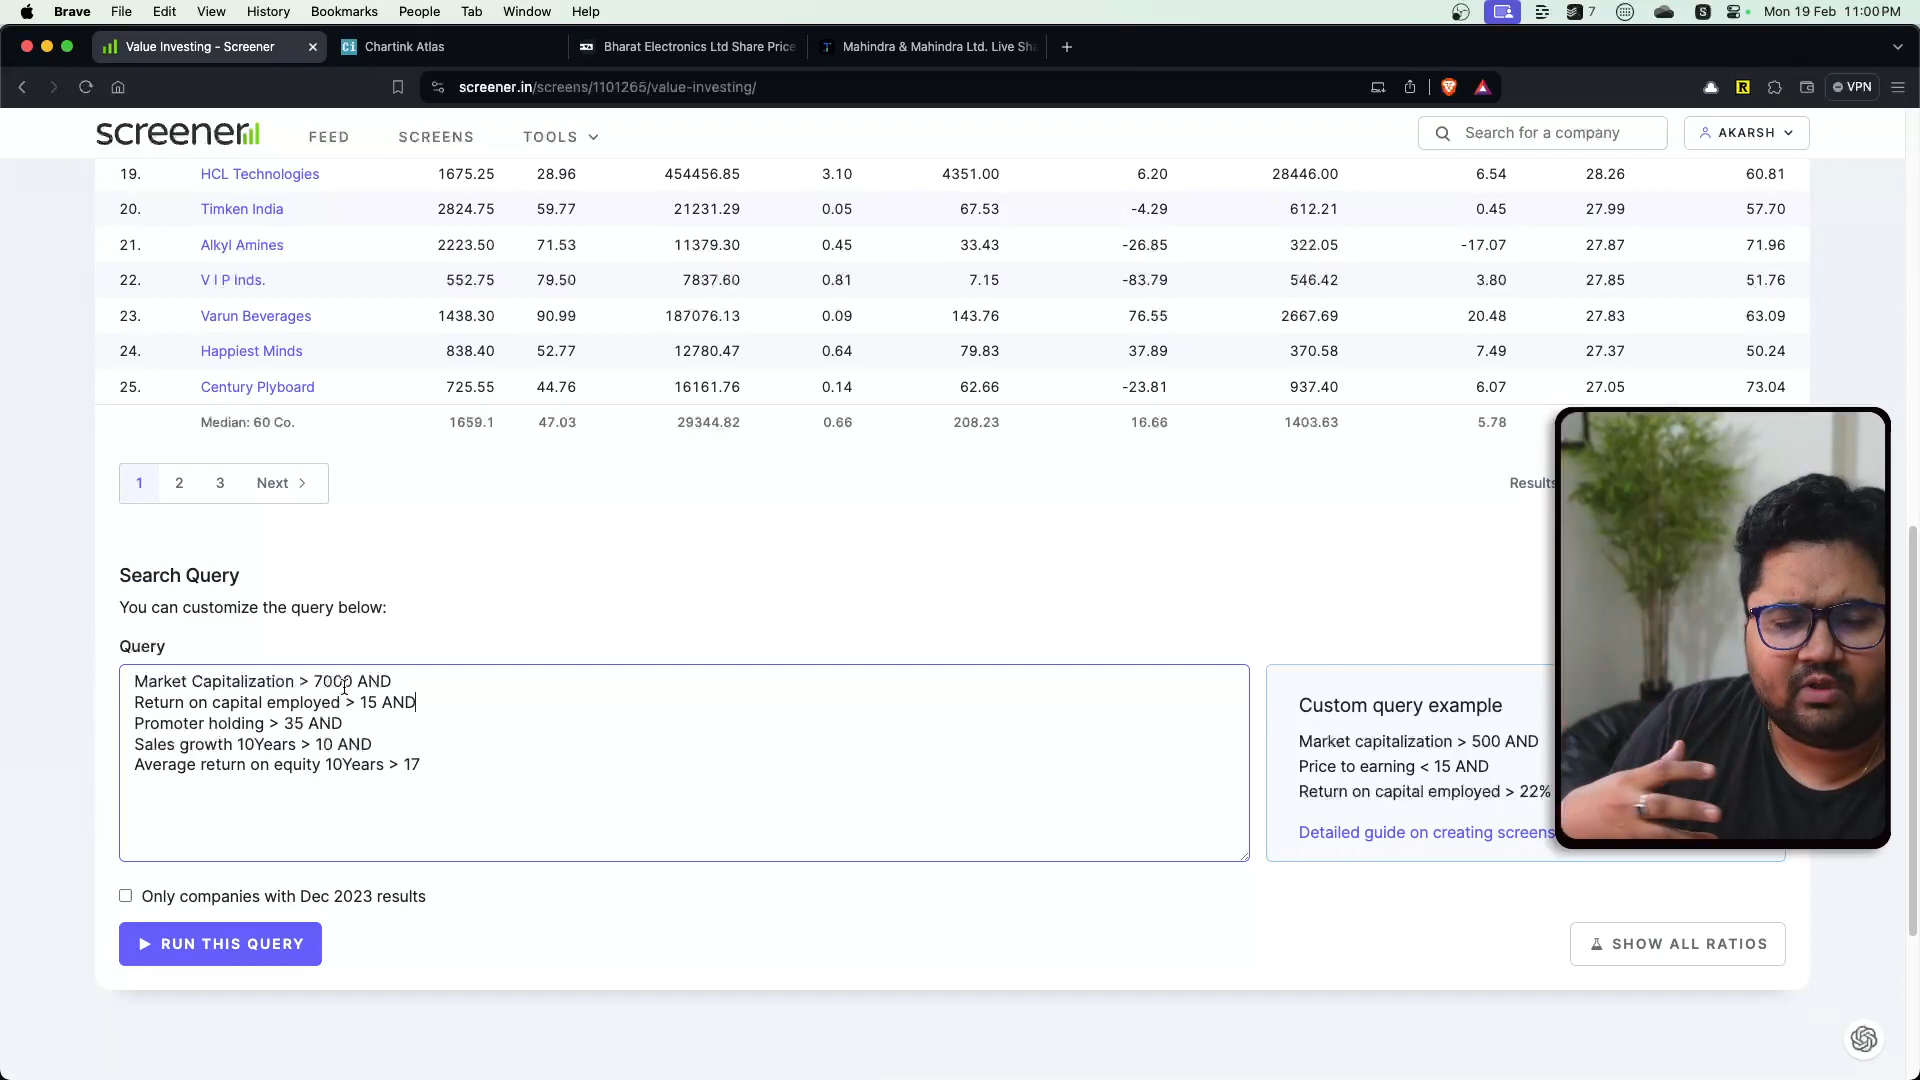 Brave File Edit View History Bookmarks People Tab Window Help 7 S Mon 19 Feb 11:00 PM
Value Investing - Screener Ci Chartink Atlas Bharat Electronics Ltd Share Price Mahindra & Mahindra Ltd. Live Sh
screener.in/screens/1101265/value-investing/ R VPN
screener FEED SCREENS TOOLS Search for a company AKARSH
19. HCL Technologies 1675.25 28.96 454456.85 3.10 4351.00 6.20 28446.00 6.54 28.26 60.81
20. Timken India 2824.75 59.77 21231.29 0.05 67.53 -4.29 612.21 0.45 27.99 57.70
21. Alkyl Amines 2223.50 71.53 11379.30 0.45 33.43 -26.85 322.05 -17.07 27.87 71.96
22. V I P Inds. 552.75 79.50 7837.60 0.81 7.15 -83.79 546.42 3.80 27.85 51.76
23. Varun Beverages 1438.30 90.99 187076.13 0.09 143.76 76.55 2667.69 20.48 27.83 63.09
24. Happiest Minds 838.40 52.77 12780.47 0.64 79.83 37.89 370.58 7.49 27.37 50.24
25. Century Plyboard 725.55 44.76 16161.76 0.14 62.66 -23.81 937.40 6.07 27.05 73.04
Median: 60 Co. 1659.1 47.03 29344.82 0.66 208.23 16.66 1403.63 5.78
1 2 3 Next Results
Search Query
You can customize the query below:
Query
Market Capitalization > 7000 AND
Return on capital employed > 15 AND
Promoter holding > 35 AND
Sales growth 10Years > 10 AND
Average return on equity 10Years > 17
Custom query example
Market capitalization > 500 AND
Price to earning < 15 AND
Return on capital employed > 22%
Detailed guide on creating screens
Only companies with Dec 2023 results
RUN THIS QUERY SHOW ALL RATIOS